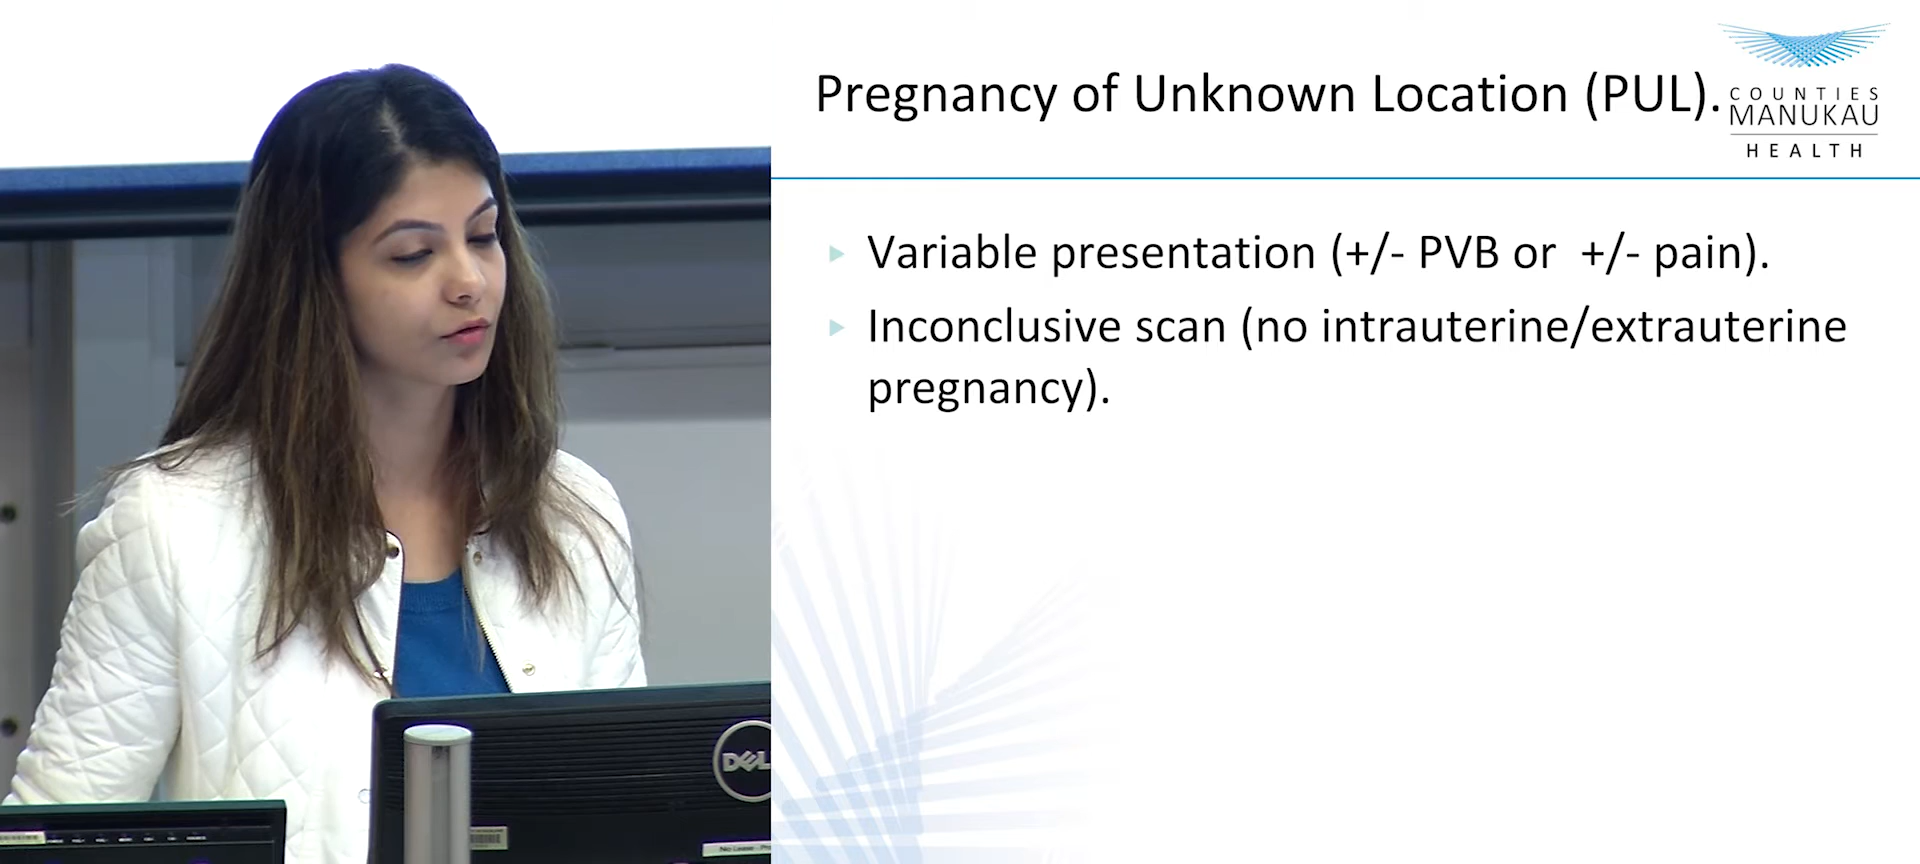 Pregnancy of Unknown Location (PUL).
COUNTIES
MANUKAU
HEALTH
Variable presentation (+/- PVB or +/- pain).
Inconclusive scan (no intrauterine/extrauterine
pregnancy).
DELL